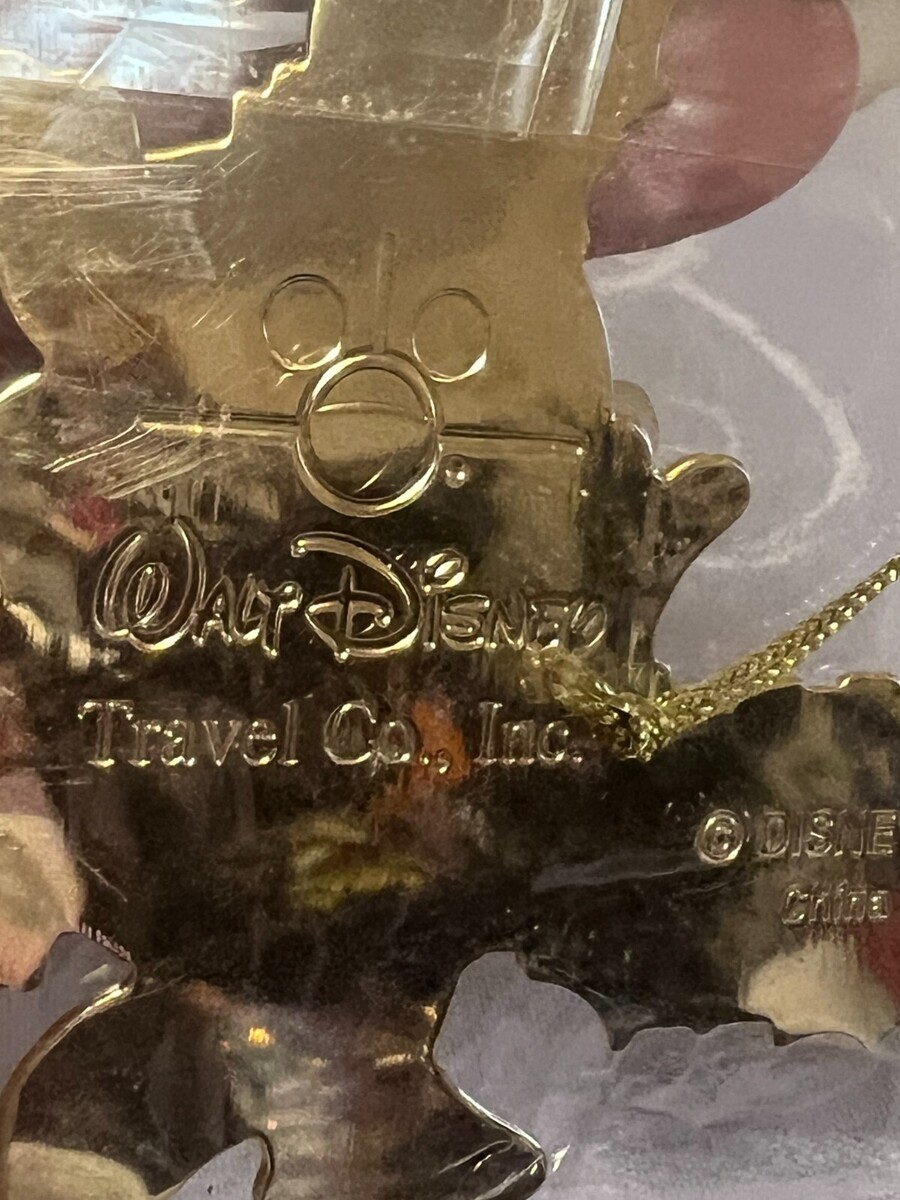 Walt Disney
Travel Co., Inc.
© DISNE
China